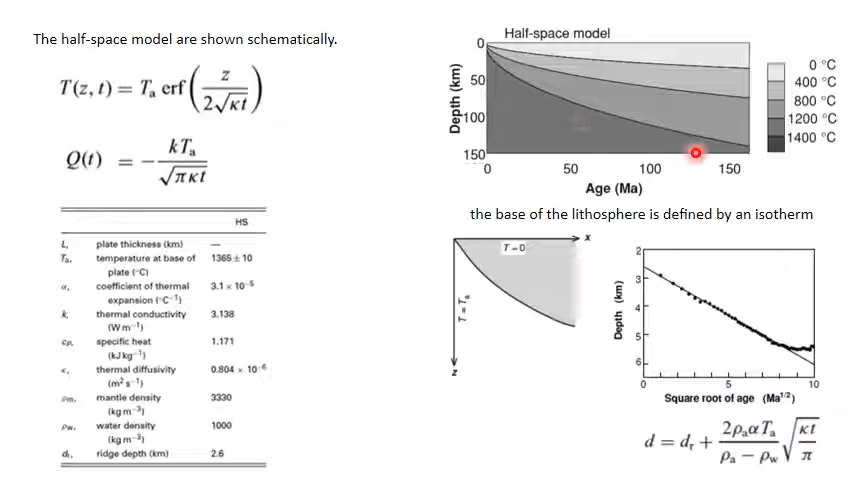 The half-space model are shown schematically.
T(z, t) = Tₐ erf(z / 2√κt)
Q(t) = −kTₐ / √πκt
HS
L, plate thickness (km) —
Tₐ, temperature at base of 1365 ± 10
plate (°C)
α, coefficient of thermal 3.1 × 10⁻⁵
expansion (°C⁻¹)
k, thermal conductivity 3.138
(W m⁻¹)
cₚ, specific heat 1.171
(kJ kg⁻¹)
κ, thermal diffusivity 0.804 × 10⁻⁶
(m² s⁻¹)
ρm, mantle density 3330
(kg m⁻³)
ρw, water density 1000
(kg m⁻³)
dᵣ, ridge depth (km) 2.6
Half-space model
Depth (km)
0
50
100
150
0 50 100 150
Age (Ma)
0 °C
400 °C
800 °C
1200 °C
1400 °C
the base of the lithosphere is defined by an isotherm
x
T = 0
T = Tₐ
z
Depth (km)
2
3
4
5
6
0 5 10
Square root of age (Ma¹/²)
d = dᵣ + 2ρₐαTₐ / (ρₐ − ρw) √(κt / π)